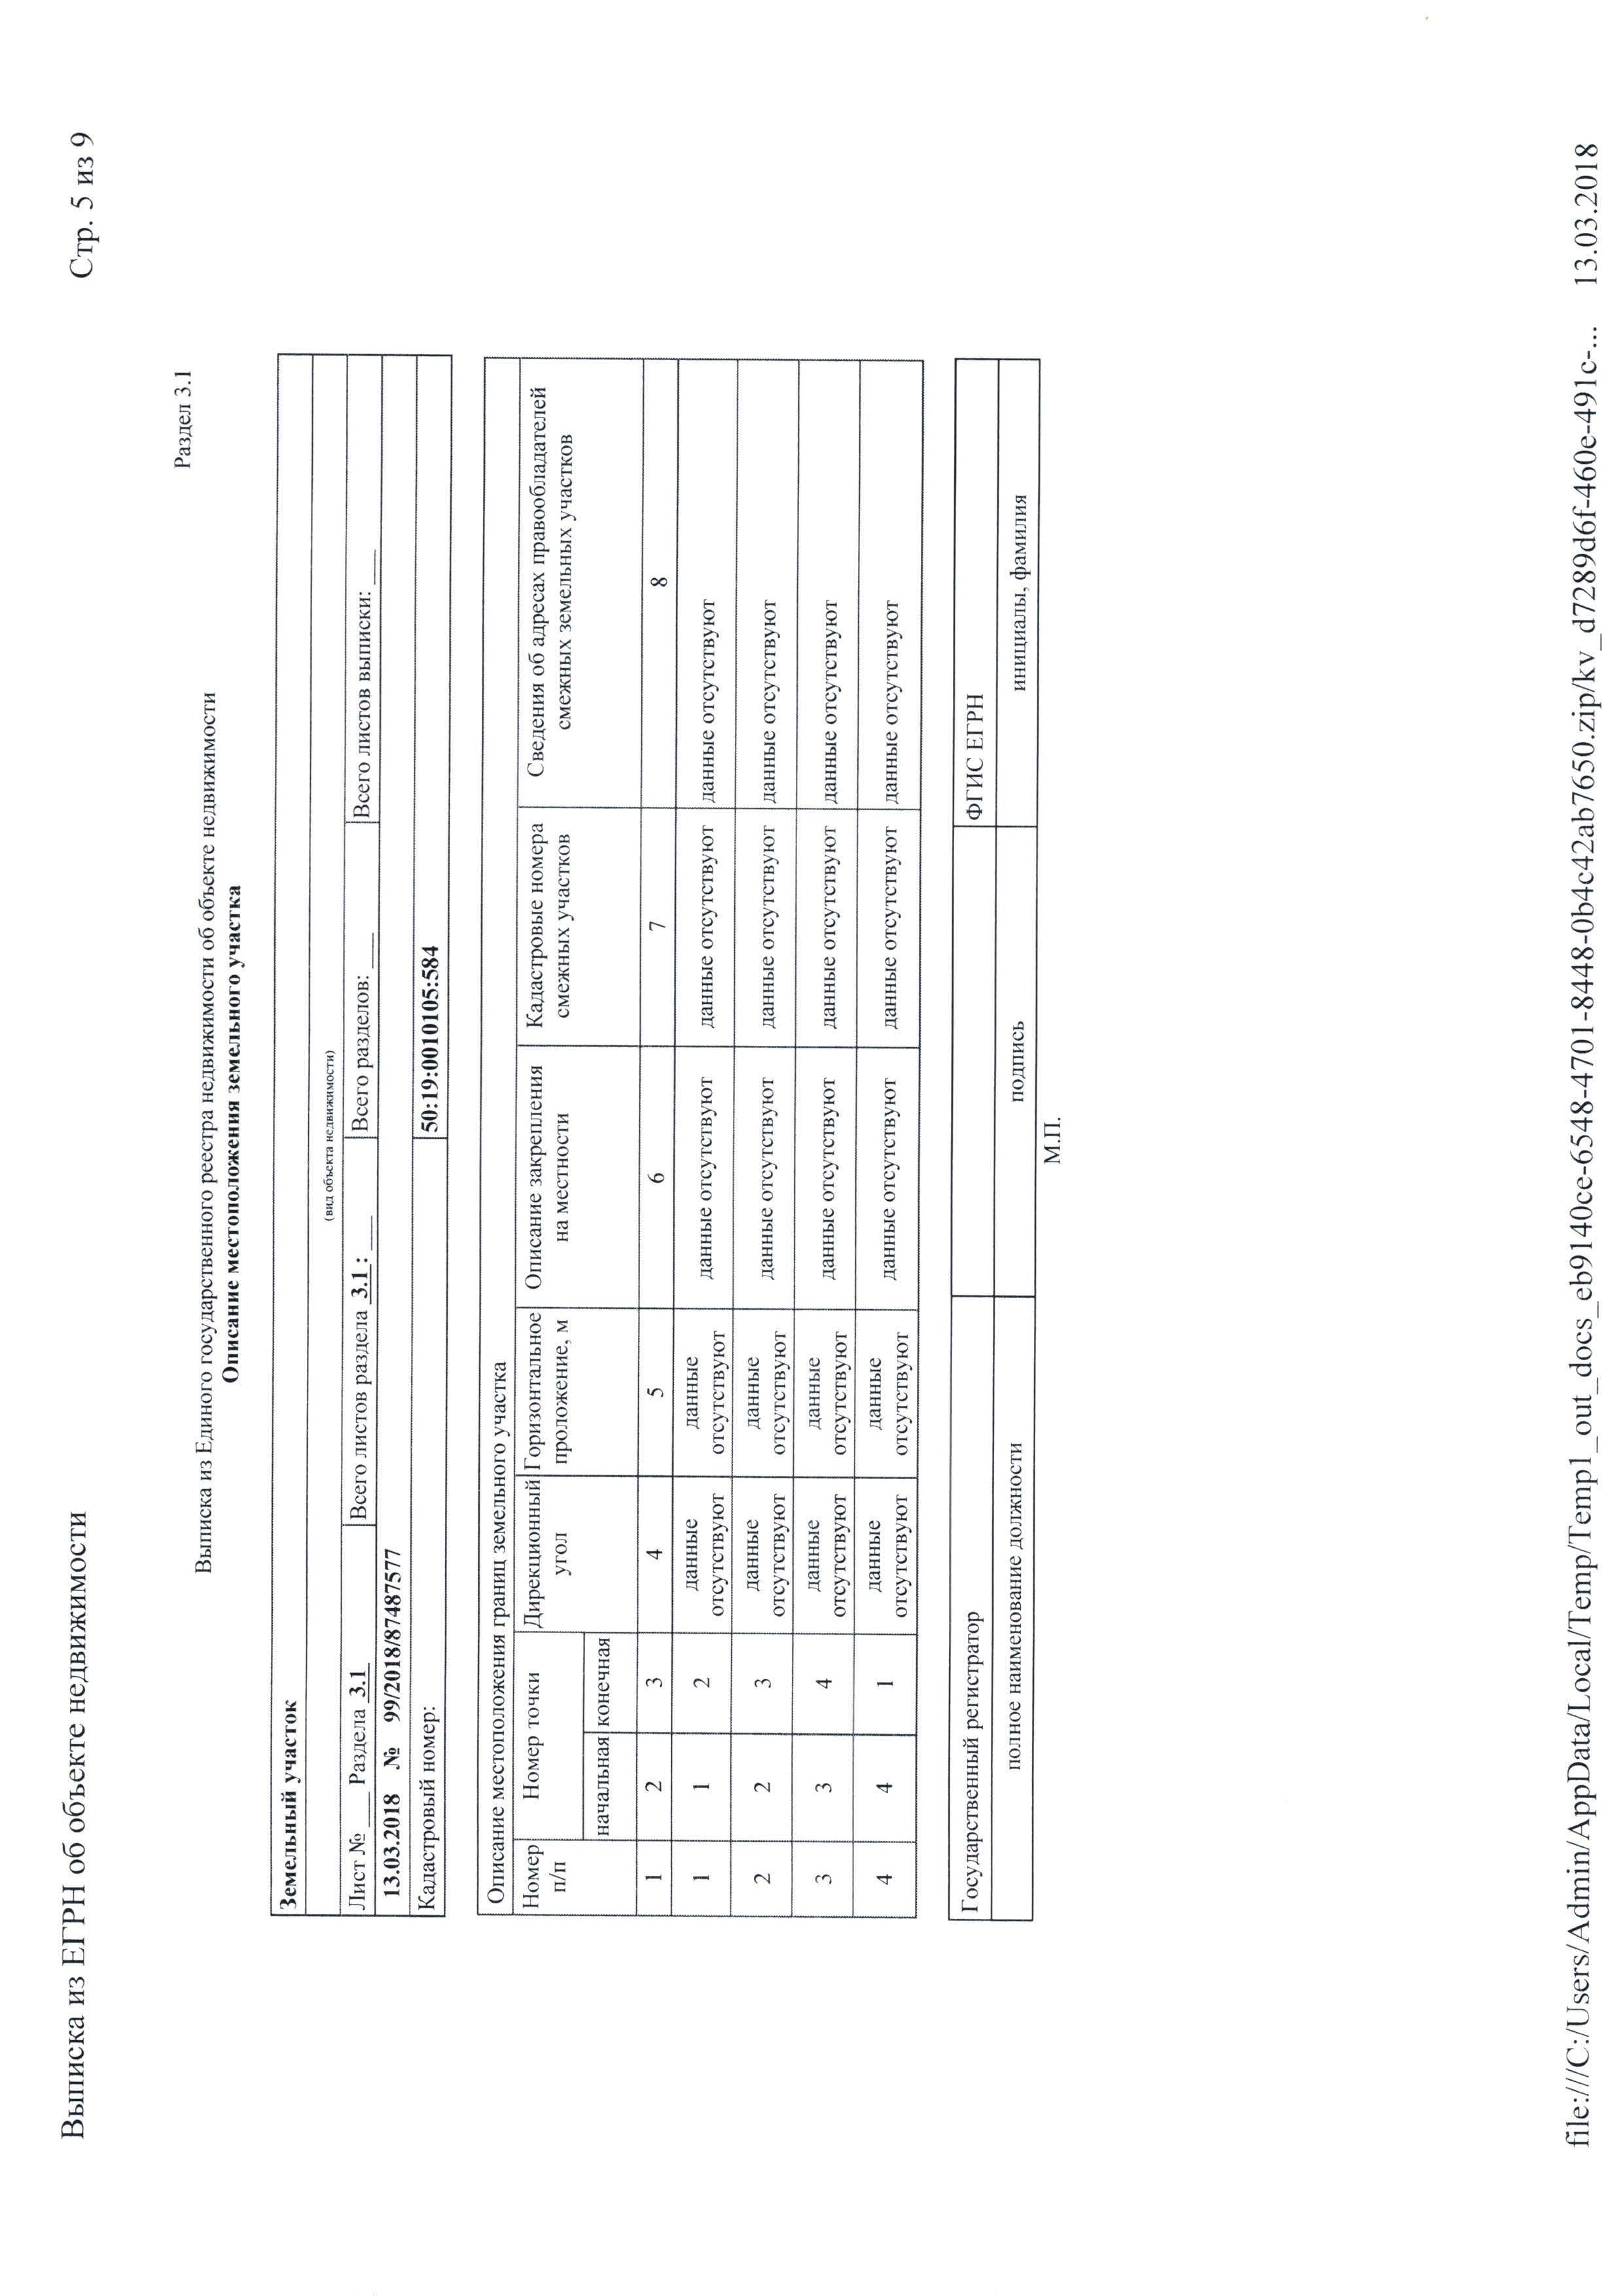 Выписка из ЕГРН об объекте недвижимости Стр. 5 из 9
Раздел 3.1
Выписка из Единого государственного реестра недвижимости об объекте недвижимости
Описание местоположения земельного участка
Земельный участок
(вид объекта недвижимости)
Лист № ___ Раздела 3.1 Всего листов раздела 3.1 : ___ Всего разделов: ___ Всего листов выписки: ___
13.03.2018 № 99/2018/87487577
Кадастровый номер: 50:19:0010105:584
Описание местоположения границ земельного участка
Номер Номер точки Дирекционный Горизонтальное Описание закрепления Кадастровые номера Сведения об адресах правообладателей
п/п угол проложение, м на местности смежных участков смежных земельных участков
начальная конечная
1 2 3 4 5 6 7 8
1 1 2 данные данные данные отсутствуют данные отсутствуют данные отсутствуют
отсутствуют отсутствуют
2 2 3 данные данные данные отсутствуют данные отсутствуют данные отсутствуют
отсутствуют отсутствуют
3 3 4 данные данные данные отсутствуют данные отсутствуют данные отсутствуют
отсутствуют отсутствуют
4 4 1 данные данные данные отсутствуют данные отсутствуют данные отсутствуют
отсутствуют отсутствуют
Государственный регистратор ФГИС ЕГРН
полное наименование должности подпись инициалы, фамилия
М.П.
file:///C:/Users/Admin/AppData/Local/Temp/Temp1_out_docs_eb9140ce-6548-4701-8448-0b4c42ab7650.zip/kv_d7289d6f-460e-491c-... 13.03.2018